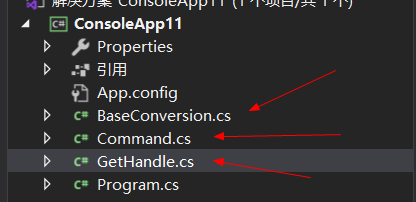 解决方案 ConsoleApp11 (1 个项目/共 1 个)
ConsoleApp11
Properties
引用
App.config
BaseConversion.cs
Command.cs
GetHandle.cs
Program.cs